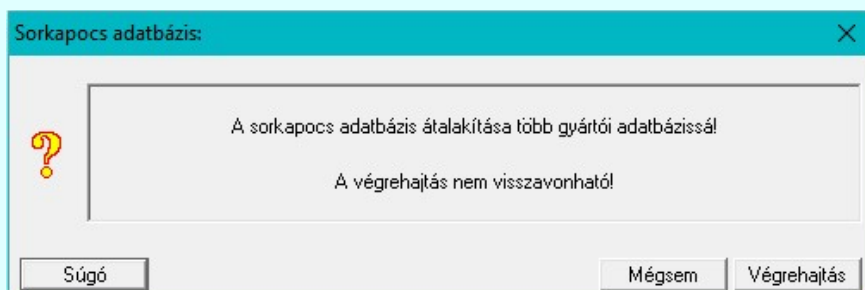 Sorkapocs adatbázis:
A sorkapocs adatbázis átalakítása több gyártói adatbázissá!
A végrehajtás nem visszavonható!
Súgó
Mégsem
Végrehajtás